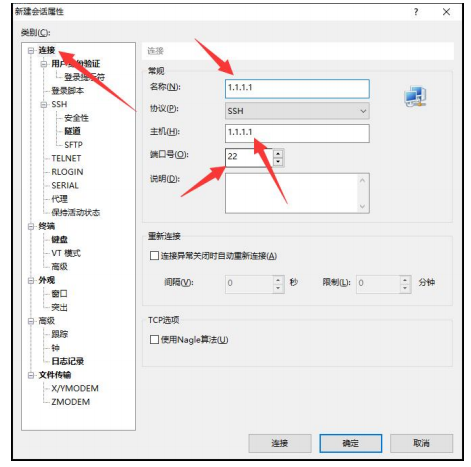 新建会话属性
?
×
类别(C):
连接
用户身份验证
登录提示符
登录脚本
SSH
安全性
隧道
SFTP
TELNET
RLOGIN
SERIAL
代理
保持活动状态
终端
键盘
VT 模式
高级
外观
窗口
突出
高级
跟踪
钟
日志记录
文件传输
X/YMODEM
ZMODEM
连接
常规
名称(N): 1.1.1.1
协议(P): SSH
主机(H): 1.1.1.1
端口号(O): 22
说明(D):
重新连接
连接异常关闭时自动重新连接(A)
间隔(V): 0 秒 限制(L): 0 分钟
TCP选项
使用Nagle算法(U)
连接 确定 取消